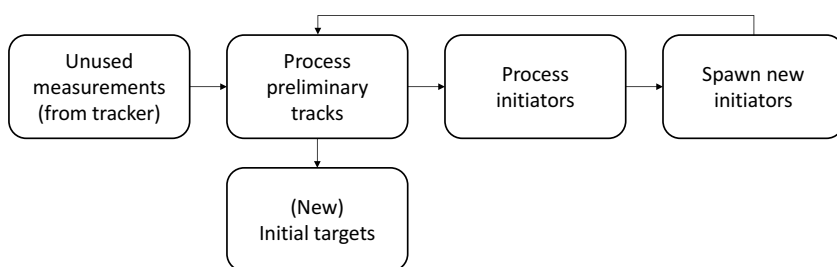 Unused
measurements
(from tracker)
Process
preliminary
tracks
Process
initiators
Spawn new
initiators
(New)
Initial targets